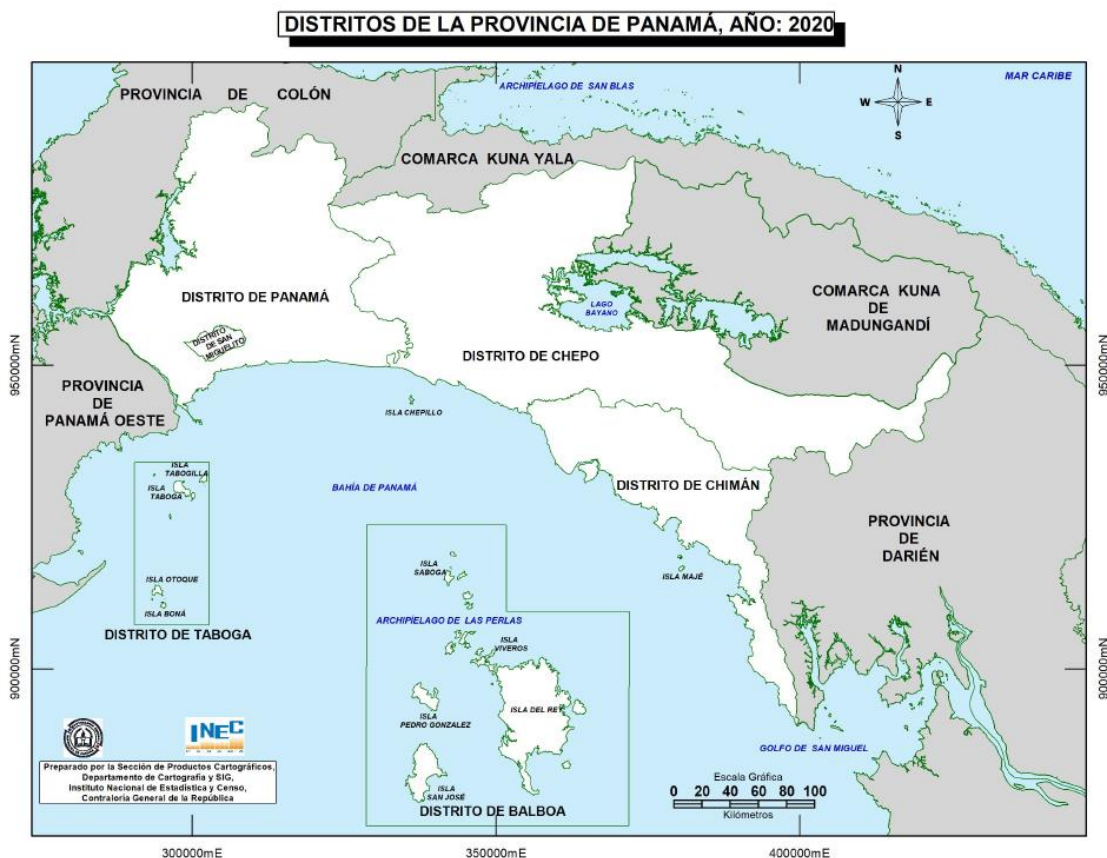 DISTRITOS DE LA PROVINCIA DE PANAMÁ, AÑO: 2020
MAR CARIBE
ARCHIPÍELAGO DE SAN BLAS
N
W
E
S
PROVINCIA DE COLÓN
COMARCA KUNA YALA
COMARCA KUNA
DE
MADUNGANDÍ
DISTRITO DE PANAMÁ
LAGO
BAYANO
DISTRITO
DE SAN
MIGUELITO
DISTRITO DE CHEPO
950000mN
950000mN
PROVINCIA
DE
PANAMÁ OESTE
ISLA CHEPILLO
ISLA
TABOGILLA
ISLA
TABOGA
BAHÍA DE PANAMÁ
DISTRITO DE CHIMÁN
PROVINCIA
DE
DARIÉN
ISLA
SABOGA
ISLA MAJÉ
ISLA OTOQUE
ISLA BONÁ
DISTRITO DE TABOGA
ARCHIPÍELAGO DE LAS PERLAS
ISLA
VIVEROS
900000mN
900000mN
ISLA DEL REY
ISLA
PEDRO GONZALEZ
GOLFO DE SAN MIGUEL
INEC
PANAMÁ
Preparado por la Sección de Productos Cartográficos,
Departamento de Cartografia y SIG,
Instituto Nacional de Estadística y Censo,
Contraloría General de la República
ISLA
SAN JOSÉ
DISTRITO DE BALBOA
Escala Gráfica
0 20 40 60 80 100
Kilómetros
300000mE
350000mE
400000mE